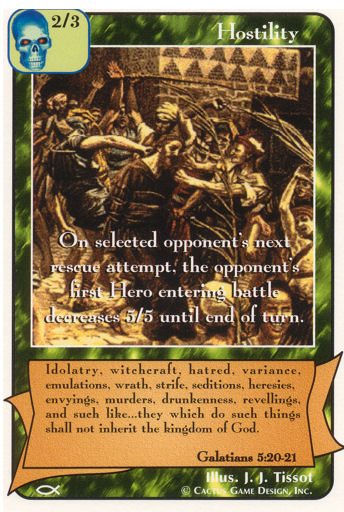 2/3
Hostility
On selected opponent's next
rescue attempt, the opponent's
first Hero entering battle
decreases 5/5 until end of turn.
Idolatry, witchcraft, hatred, variance,
emulations, wrath, strife, seditions, heresies,
envyings, murders, drunkenness, revellings,
and such like...they which do such things
shall not inherit the kingdom of God.
Galatians 5:20-21
Illus. J. J. Tissot
© Cactus Game Design, Inc.